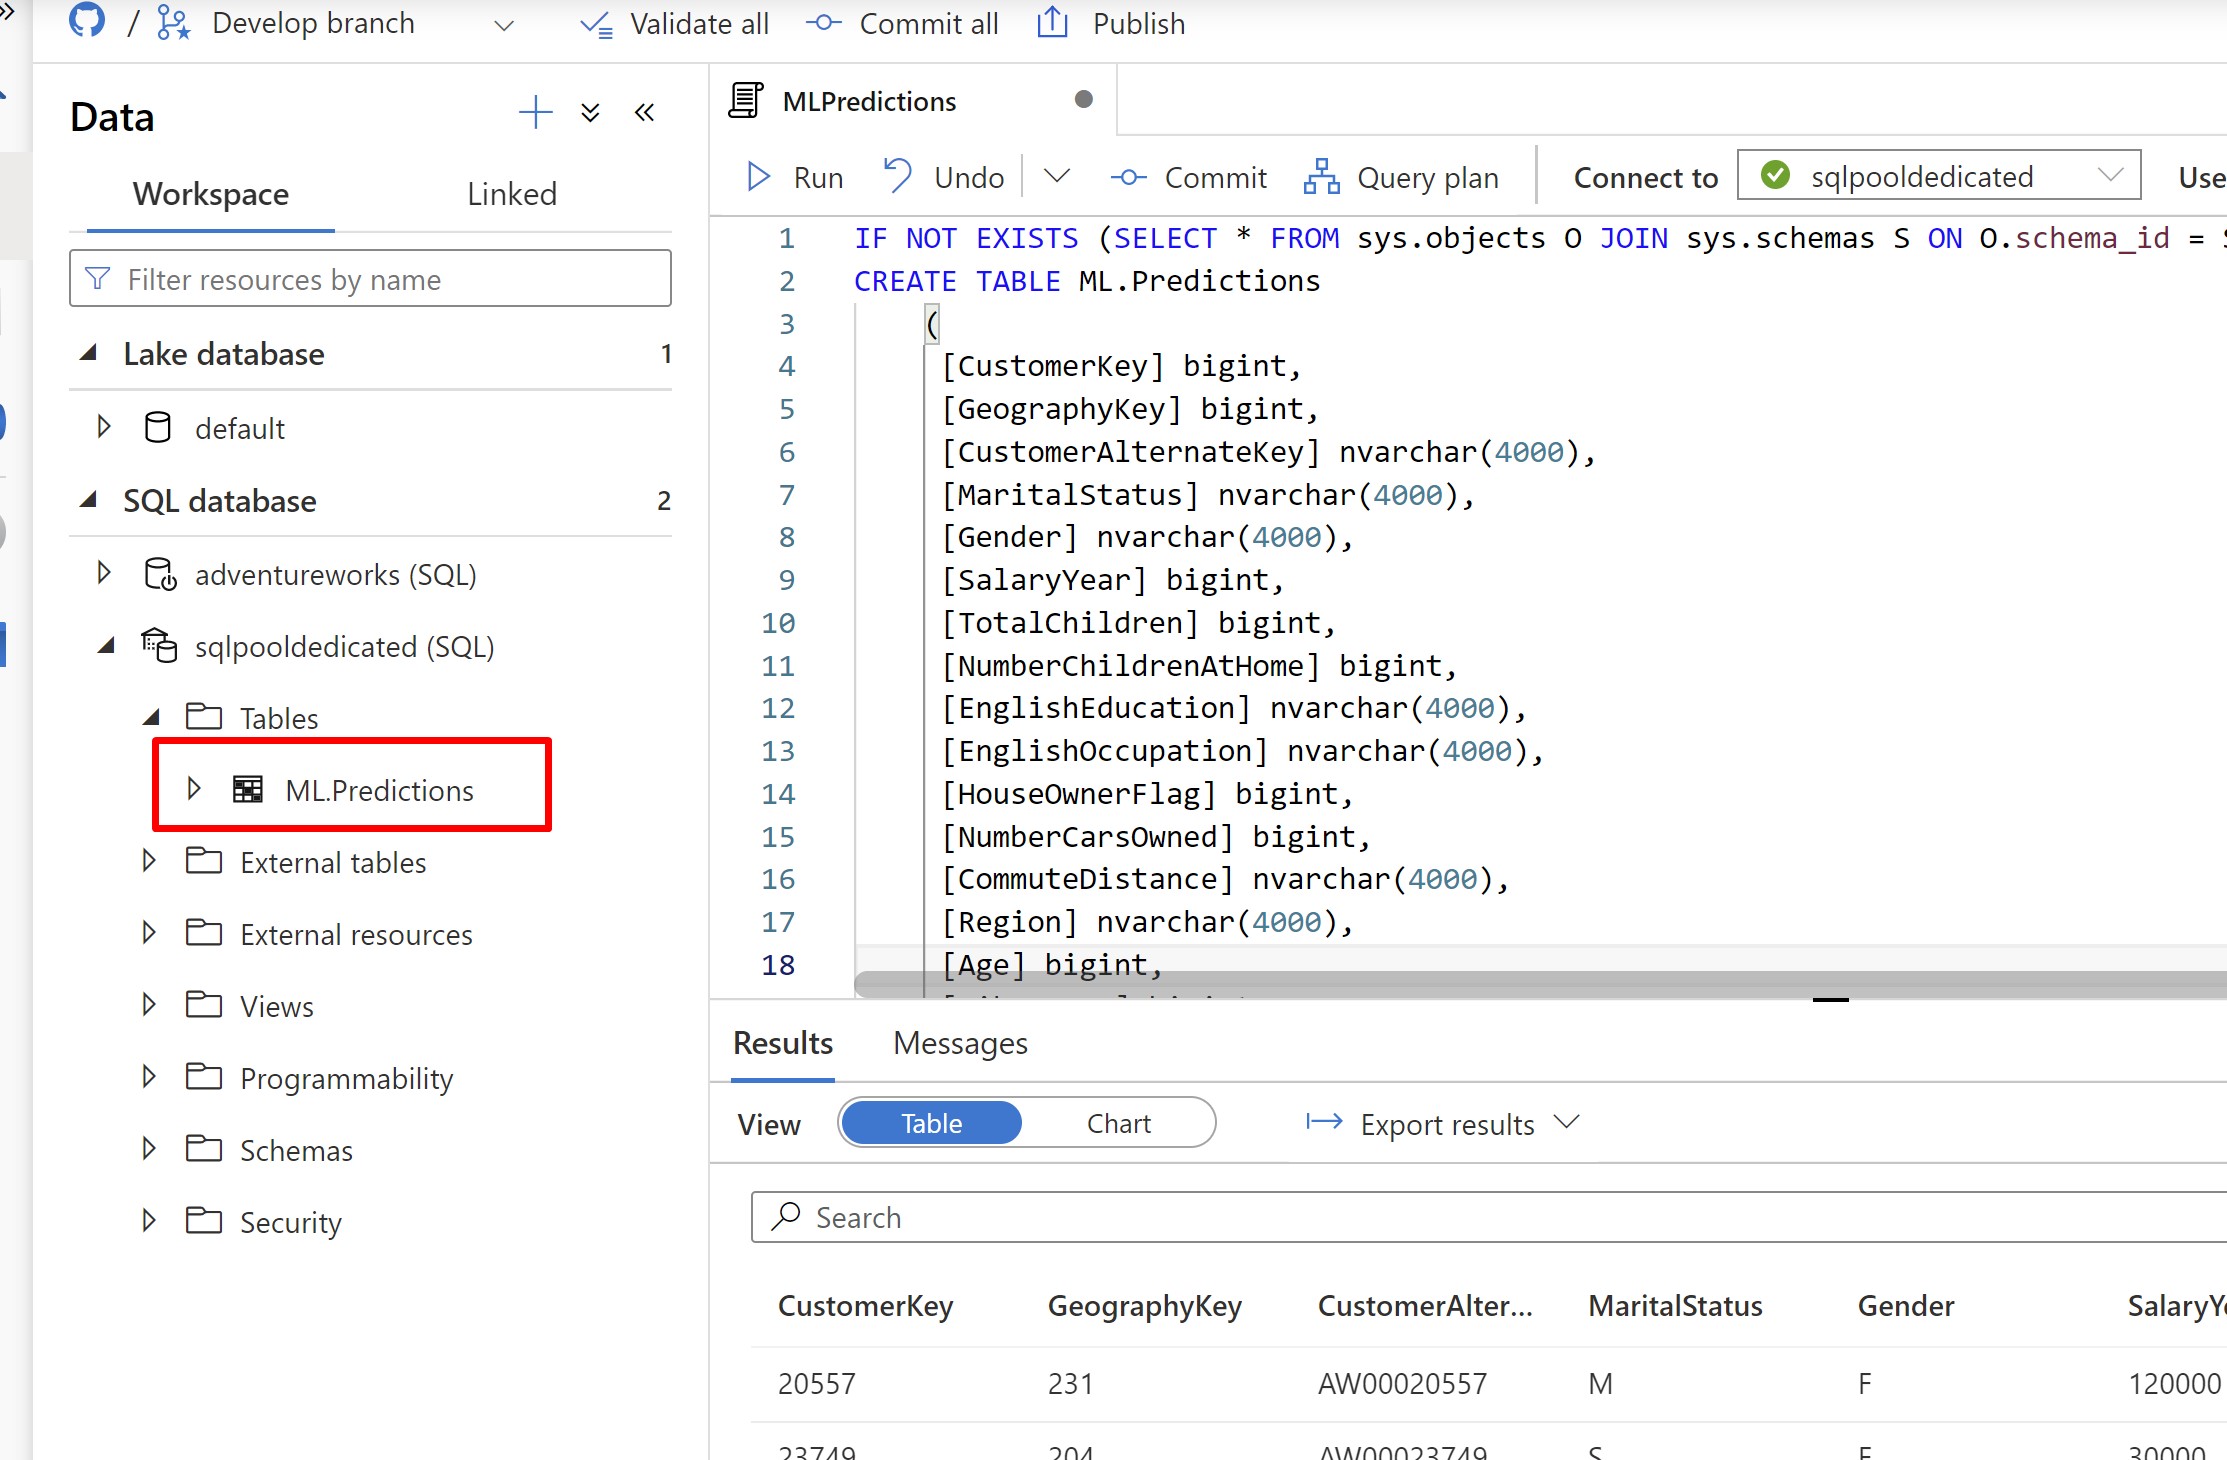 / Develop branch Validate all Commit all Publish
Data
Workspace Linked
Filter resources by name
Lake database 1
default
SQL database 2
adventureworks (SQL)
sqlpooldedicated (SQL)
Tables
ML.Predictions
External tables
External resources
Views
Programmability
Schemas
Security
MLPredictions
Run Undo Commit Query plan Connect to sqlpooldedicated Use
1 IF NOT EXISTS (SELECT * FROM sys.objects O JOIN sys.schemas S ON O.schema_id =
2 CREATE TABLE ML.Predictions
3 (
4 [CustomerKey] bigint,
5 [GeographyKey] bigint,
6 [CustomerAlternateKey] nvarchar(4000),
7 [MaritalStatus] nvarchar(4000),
8 [Gender] nvarchar(4000),
9 [SalaryYear] bigint,
10 [TotalChildren] bigint,
11 [NumberChildrenAtHome] bigint,
12 [EnglishEducation] nvarchar(4000),
13 [EnglishOccupation] nvarchar(4000),
14 [HouseOwnerFlag] bigint,
15 [NumberCarsOwned] bigint,
16 [CommuteDistance] nvarchar(4000),
17 [Region] nvarchar(4000),
18 [Age] bigint,
Results Messages
View Table Chart Export results
Search
CustomerKey GeographyKey CustomerAlter... MaritalStatus Gender SalaryY
20557 231 AW00020557 M F 120000
23749 204 AW00023749 S F 30000